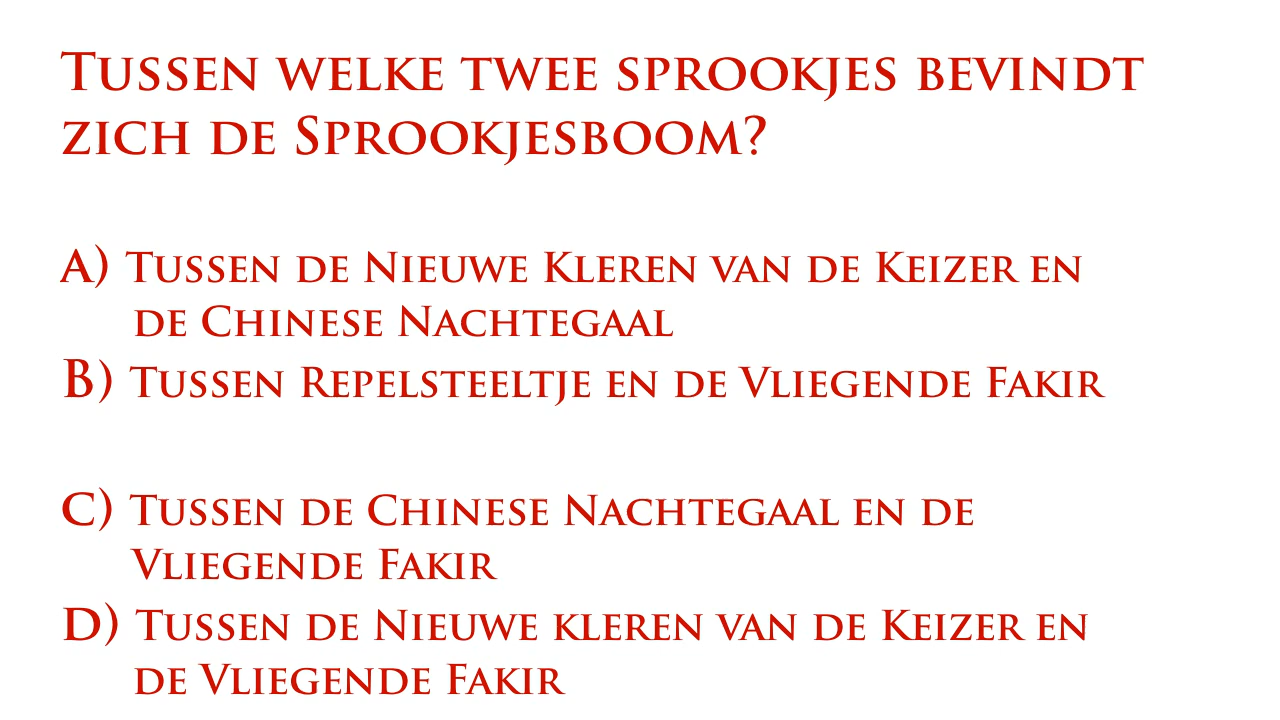 Tussen welke twee sprookjes bevindt
zich de Sprookjesboom?
A) Tussen de Nieuwe Kleren van de Keizer en
de Chinese Nachtegaal
B) Tussen Repelsteeltje en de Vliegende Fakir
C) Tussen de Chinese Nachtegaal en de
Vliegende Fakir
D) Tussen de Nieuwe kleren van de Keizer en
de Vliegende Fakir